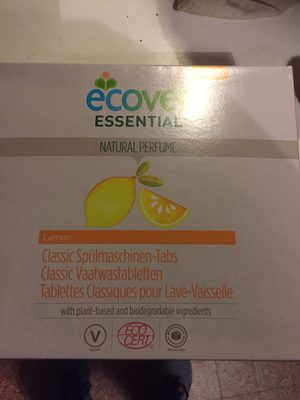 ecove
ESSENTIAL
NATURAL PERFUME
Lemon
Classic Spülmaschinen-Tabs
Classic Vaatwastabletten
Tablettes Classiques pour Lave-Vaisselle
with plant-based and biodegradable ingredients
V
ECO
CERT